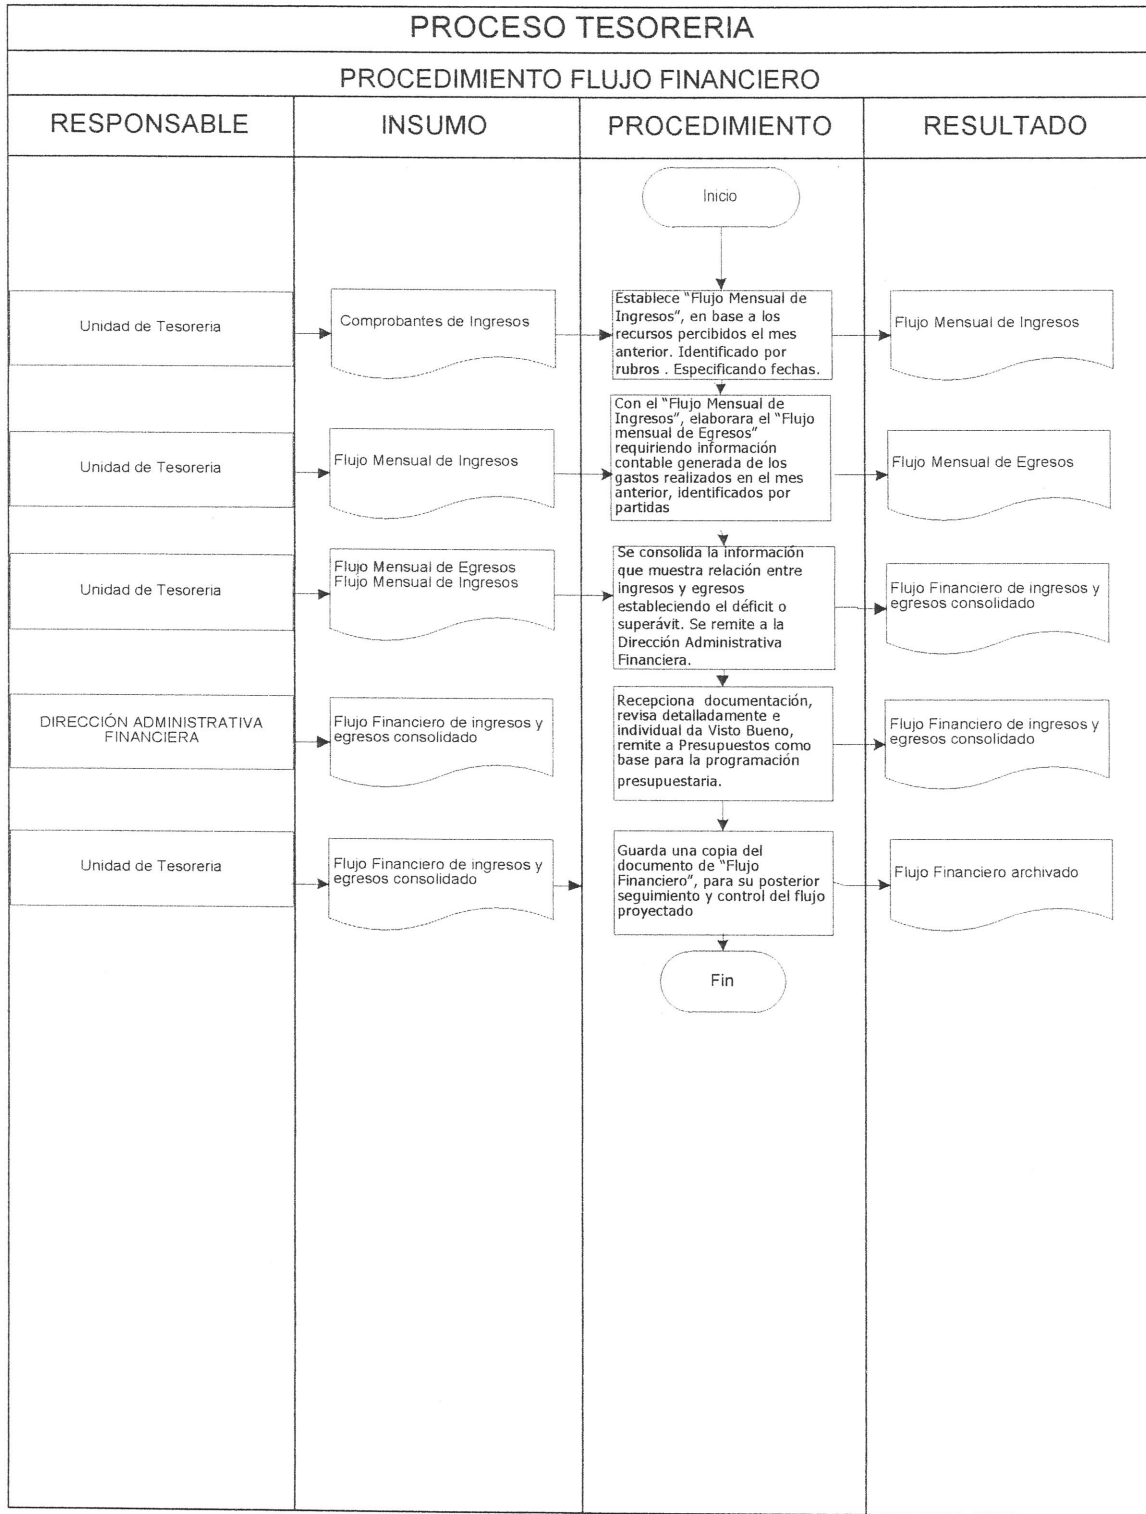 PROCESO TESORERIA
PROCEDIMIENTO FLUJO FINANCIERO
RESPONSABLE
INSUMO
PROCEDIMIENTO
RESULTADO
Inicio
Unidad de Tesoreria
Comprobantes de Ingresos
Establece "Flujo Mensual de
Ingresos", en base a los
recursos percibidos el mes
anterior. Identificado por
rubros . Especificando fechas.
Flujo Mensual de Ingresos
Unidad de Tesoreria
Flujo Mensual de Ingresos
Con el "Flujo Mensual de
Ingresos", elaborara el "Flujo
mensual de Egresos"
requiriendo información
contable generada de los
gastos realizados en el mes
anterior, identificados por
partidas
Flujo Mensual de Egresos
Unidad de Tesoreria
Flujo Mensual de Egresos
Flujo Mensual de Ingresos
Se consolida la información
que muestra relación entre
ingresos y egresos
estableciendo el déficit o
superávit. Se remite a la
Dirección Administrativa
Financiera.
Flujo Financiero de ingresos y
egresos consolidado
DIRECCIÓN ADMINISTRATIVA
FINANCIERA
Flujo Financiero de ingresos y
egresos consolidado
Recepciona documentación,
revisa detalladamente e
individual da Visto Bueno,
remite a Presupuestos como
base para la programación
presupuestaria.
Flujo Financiero de ingresos y
egresos consolidado
Unidad de Tesoreria
Flujo Financiero de ingresos y
egresos consolidado
Guarda una copia del
documento de "Flujo
Financiero", para su posterior
seguimiento y control del flujo
proyectado
Flujo Financiero archivado
Fin